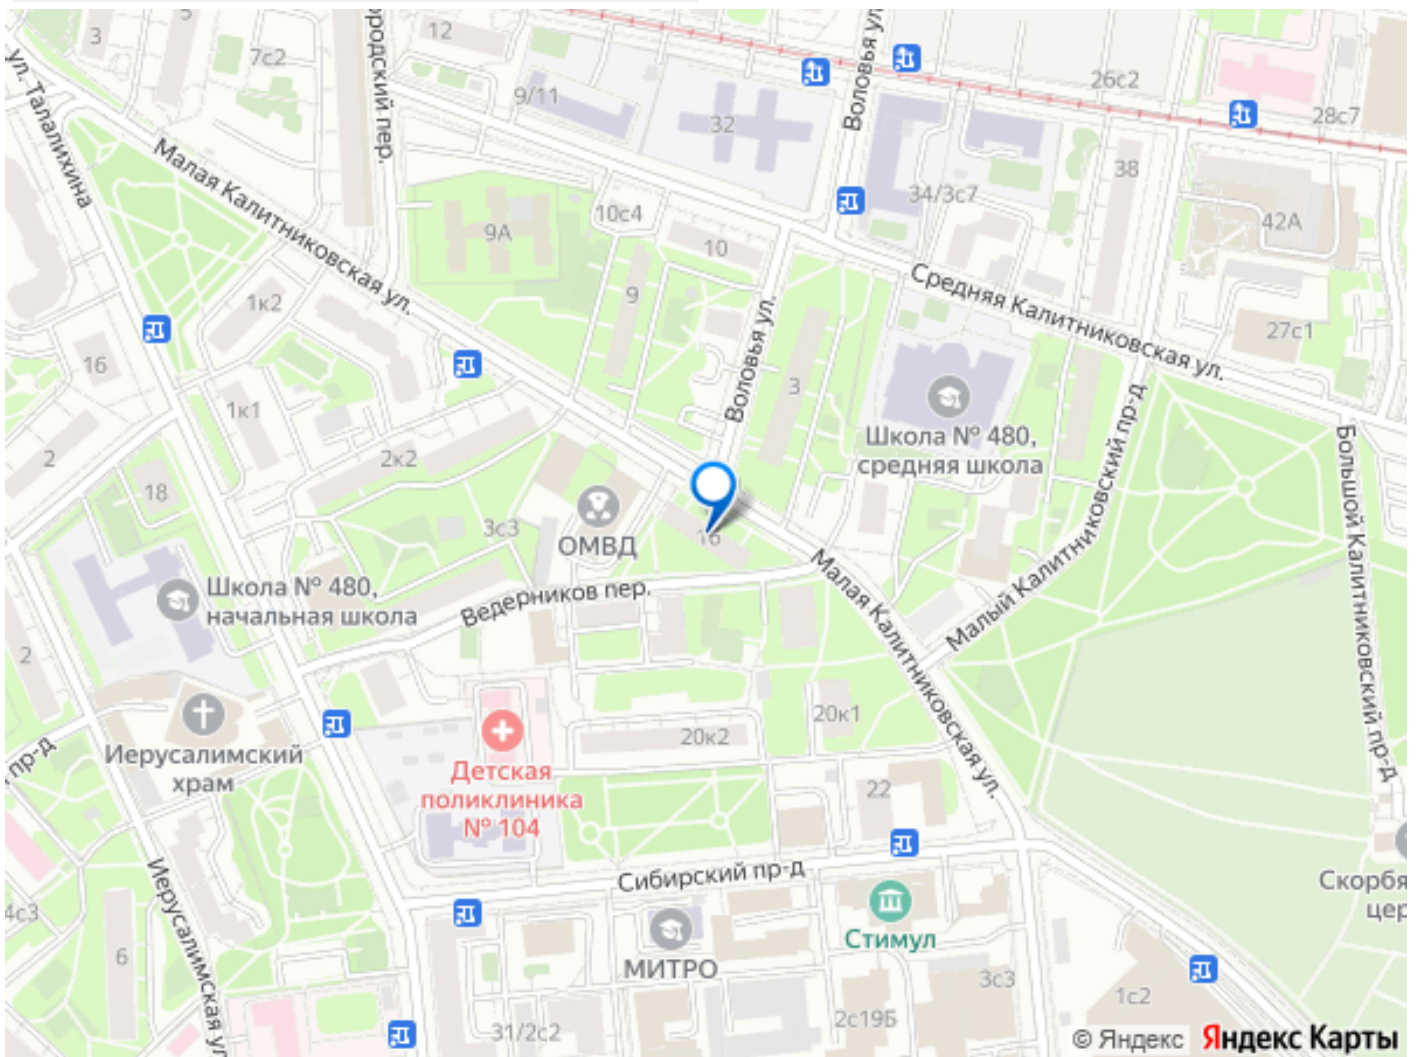 3
5
7с2
12
ул. Талалихина
ородский пер.
9/11
32
Воловья ул.
26с2
28с7
38
34/3с7
42А
Малая Калитниковская ул.
9А
10с4
10
9
1к2
16
Средняя Калитниковская ул.
27с1
Воловья ул.
3
1к1
2
2к2
18
Школа № 480,
средняя школа
Малый Калитниковский пр-д
Большой Калитниковский пр-д
3с3
ОМВД
16
Школа № 480,
начальная школа
Ведерников пер.
Малая Калитниковская ул.
2
Иерусалимский
храм
пр-д
20к1
20к2
Детская
поликлиника
№ 104
22
Сибирский пр-д
Иерусалимская ул
4с3
6
Стимул
МИТРО
Скорбя
цер
3с3
1с2
2с19Б
31/2с2
© Яндекс Яндекс Карты